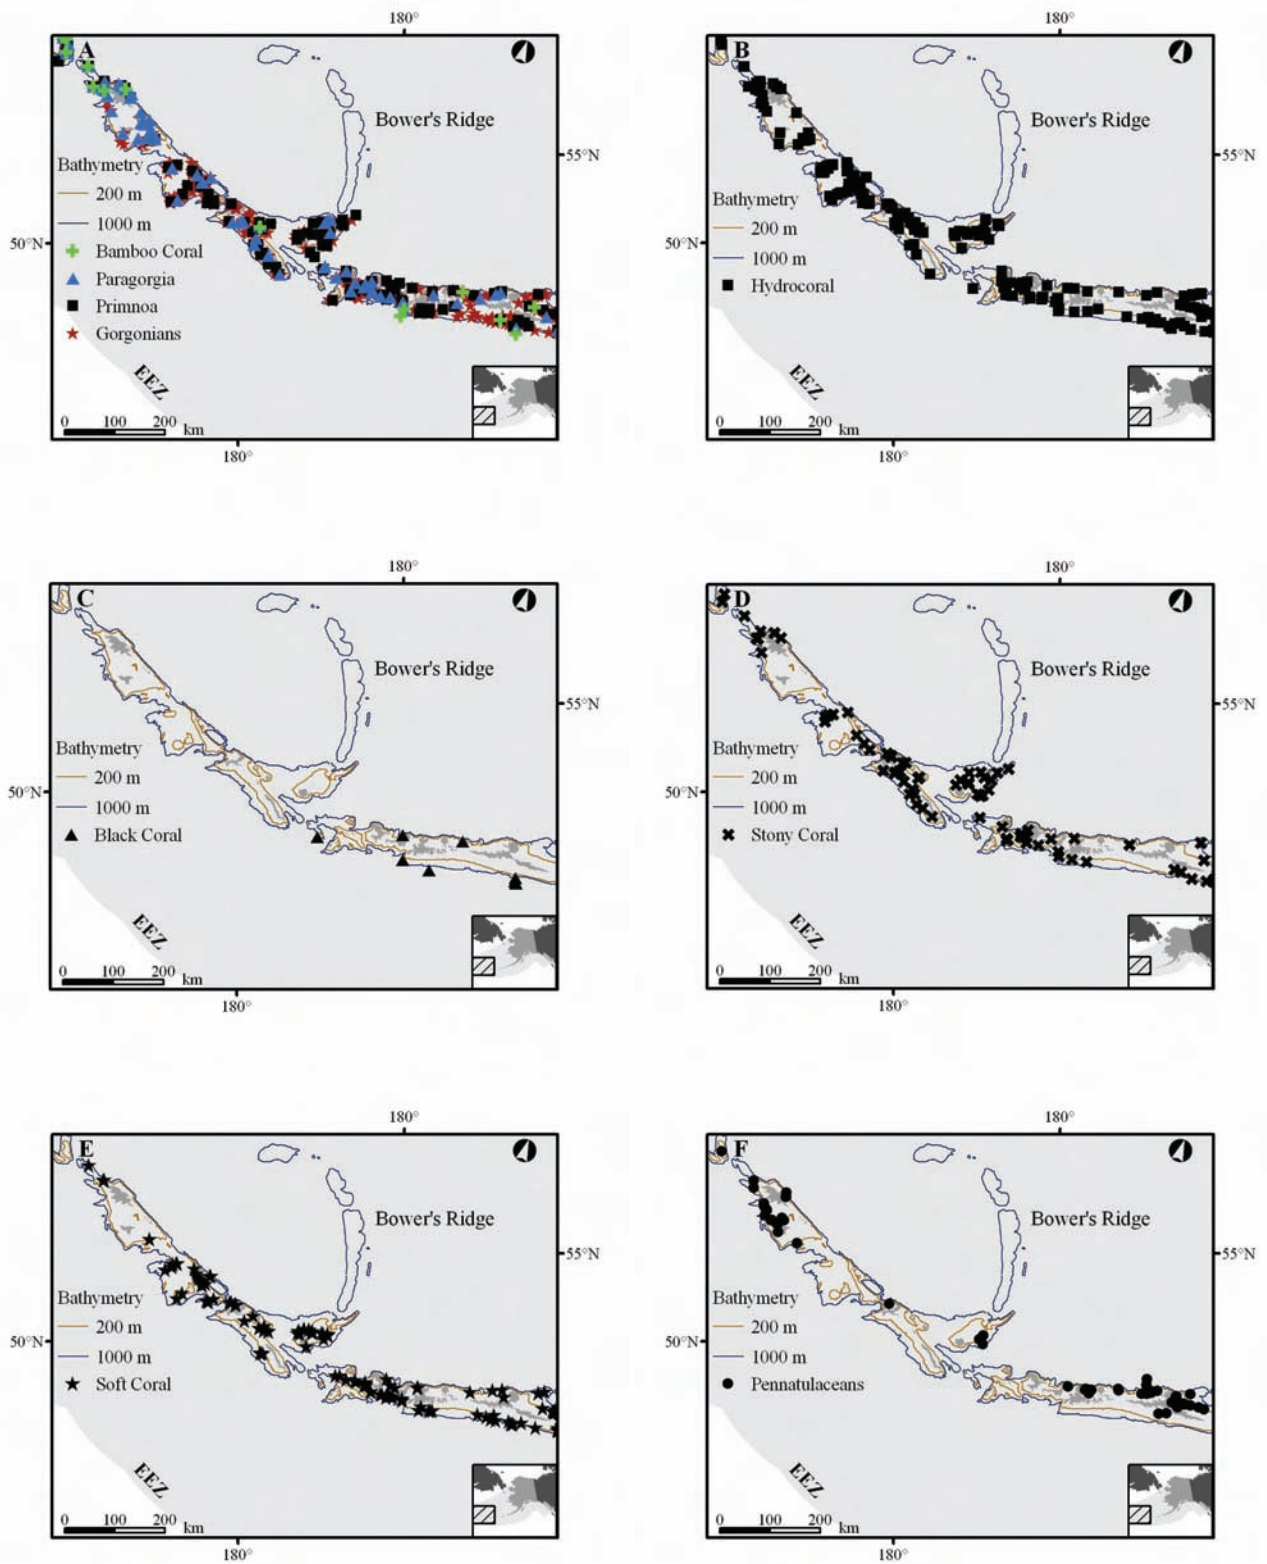 180°
A
Bower's Ridge
55°N
Bathymetry
200 m
1000 m
50°N
Bamboo Coral
Paragorgia
Primnoa
Gorgonians
EEZ
0 100 200
km
180°
180°
B
Bower's Ridge
55°N
Bathymetry
200 m
50°N
1000 m
Hydrocoral
EEZ
0 100 200
km
180°
180°
C
Bower's Ridge
55°N
Bathymetry
200 m
50°N
1000 m
Black Coral
EEZ
0 100 200
km
180°
180°
D
Bower's Ridge
55°N
Bathymetry
200 m
50°N
1000 m
Stony Coral
EEZ
0 100 200
km
180°
180°
E
Bower's Ridge
55°N
Bathymetry
200 m
50°N
1000 m
Soft Coral
EEZ
0 100 200
km
180°
180°
F
Bower's Ridge
55°N
Bathymetry
200 m
50°N
1000 m
Pennatulaceans
EEZ
0 100 200
km
180°